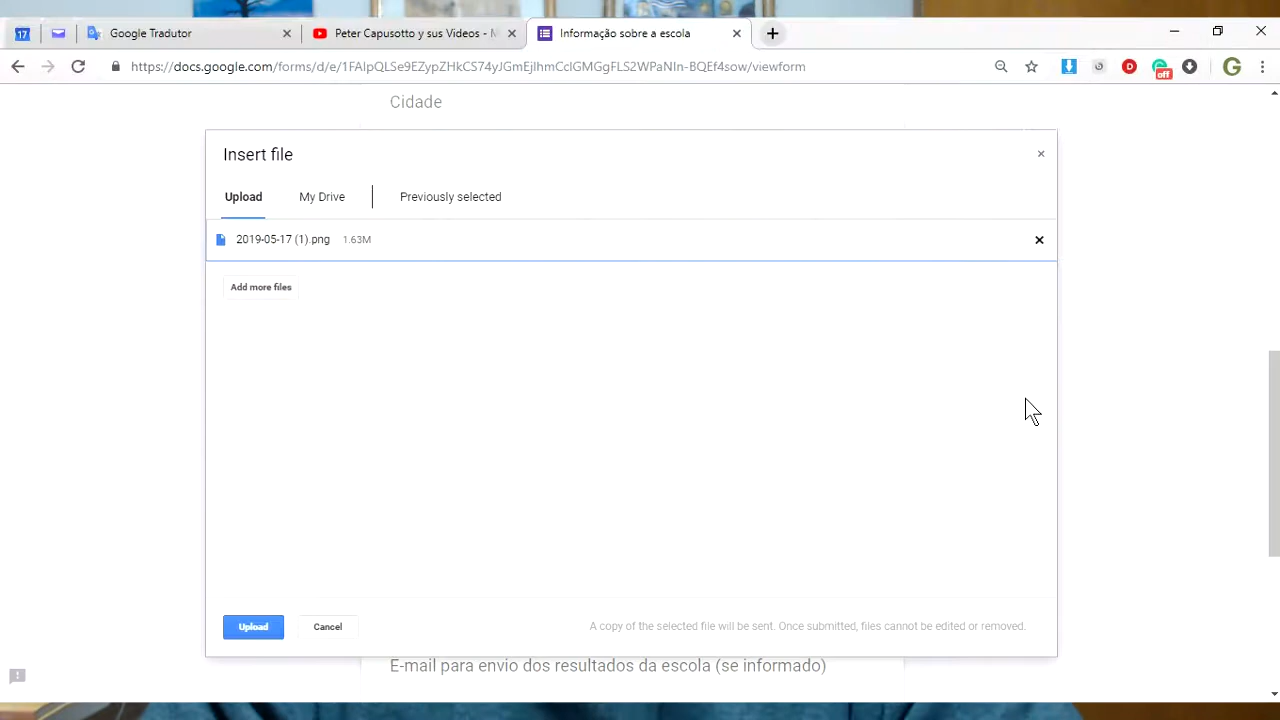 17
Google Tradutor
Peter Capusotto y sus Videos -
Informação sobre a escola
https://docs.google.com/forms/d/e/1FAIpQLSe9EZypZHkCS74yJGmEjlhmCclGMGgFLS2WPaNIn-BQEf4sow/viewform
D
off
G
Cidade
Insert file
Upload
My Drive
Previously selected
2019-05-17 (1).png 1.63M
Add more files
Upload
Cancel
A copy of the selected file will be sent. Once submitted, files cannot be edited or removed.
E-mail para envio dos resultados da escola (se informado)